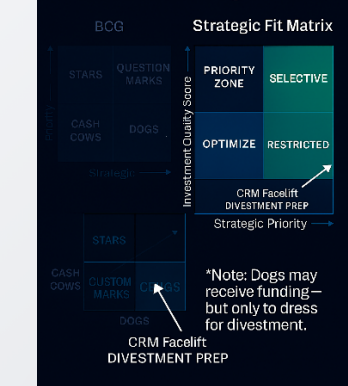 BCG
STARS
QUESTION
MARKS
CASH
COWS
DOGS
Strategic
Strategic Fit Matrix
Investment Quality Score
PRIORITY
ZONE
SELECTIVE
OPTIMIZE
RESTRICTED
CRM Facelift
DIVESTMENT PREP
Strategic Priority
STARS
CASH
COWS
CUSTOM
MARKS
DOGS
*Note: Dogs may
receive funding—
but only to dress
for divestment.
CRM Facelift
DIVESTMENT PREP